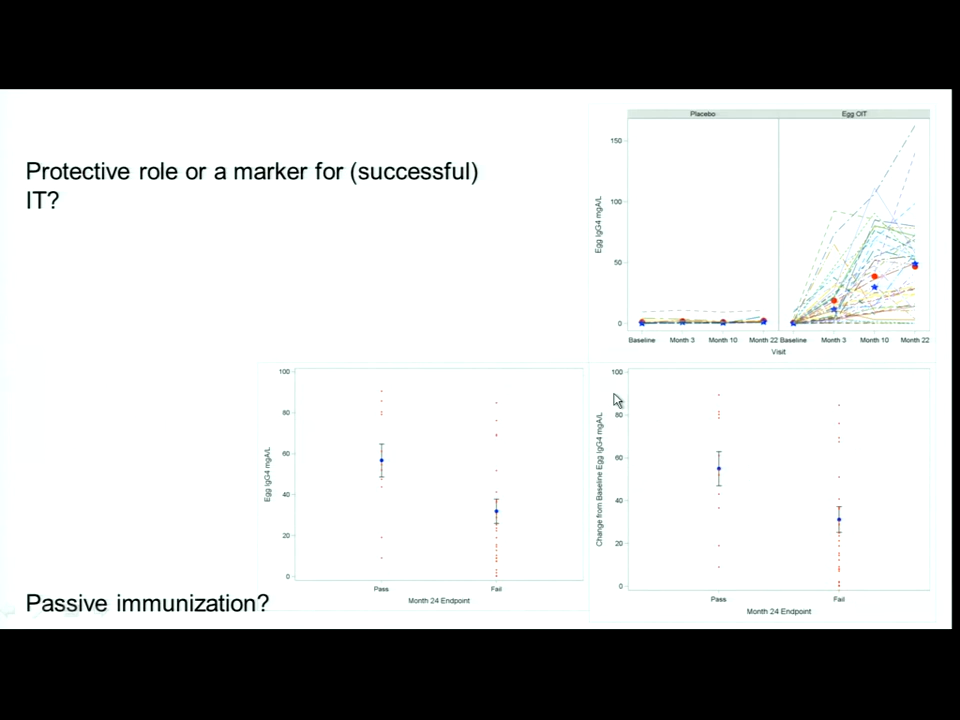 Protective role or a marker for (successful)
IT?
Placebo
Egg OIT
Egg IgG4 mgA/L
150
100
50
0
Baseline Month 3 Month 10 Month 22 Baseline Month 3 Month 10 Month 22
Visit
Egg IgG4 mgA/L
100
80
60
40
20
0
Pass Fail
Month 24 Endpoint
Change from Baseline Egg IgG4 mgA/L
100
80
60
40
20
0
Pass Fail
Month 24 Endpoint
Passive immunization?